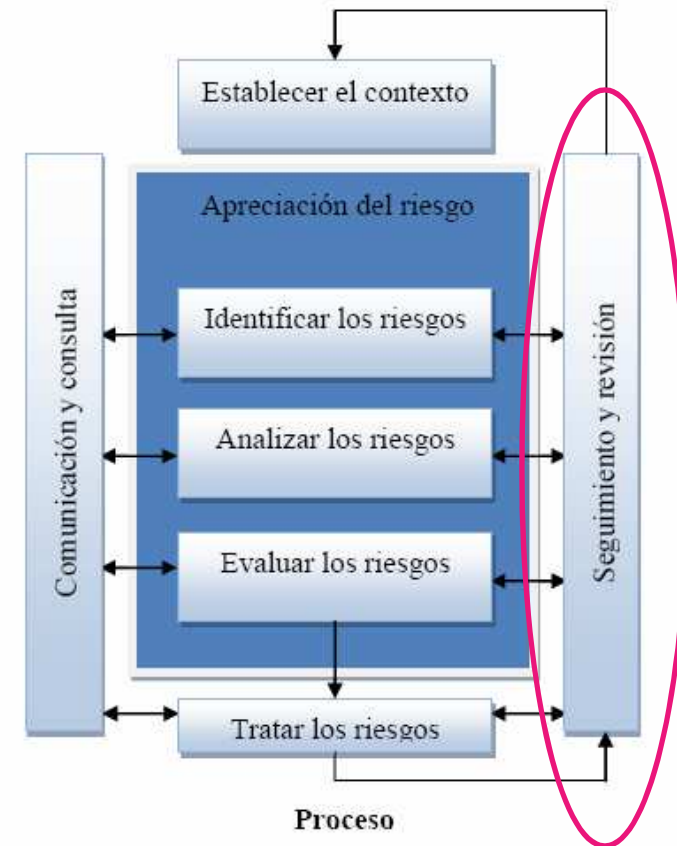 Establecer el contexto
Apreciación del riesgo
Identificar los riesgos
Analizar los riesgos
Evaluar los riesgos
Tratar los riesgos
Comunicación y consulta
Seguimiento y revisión
Proceso